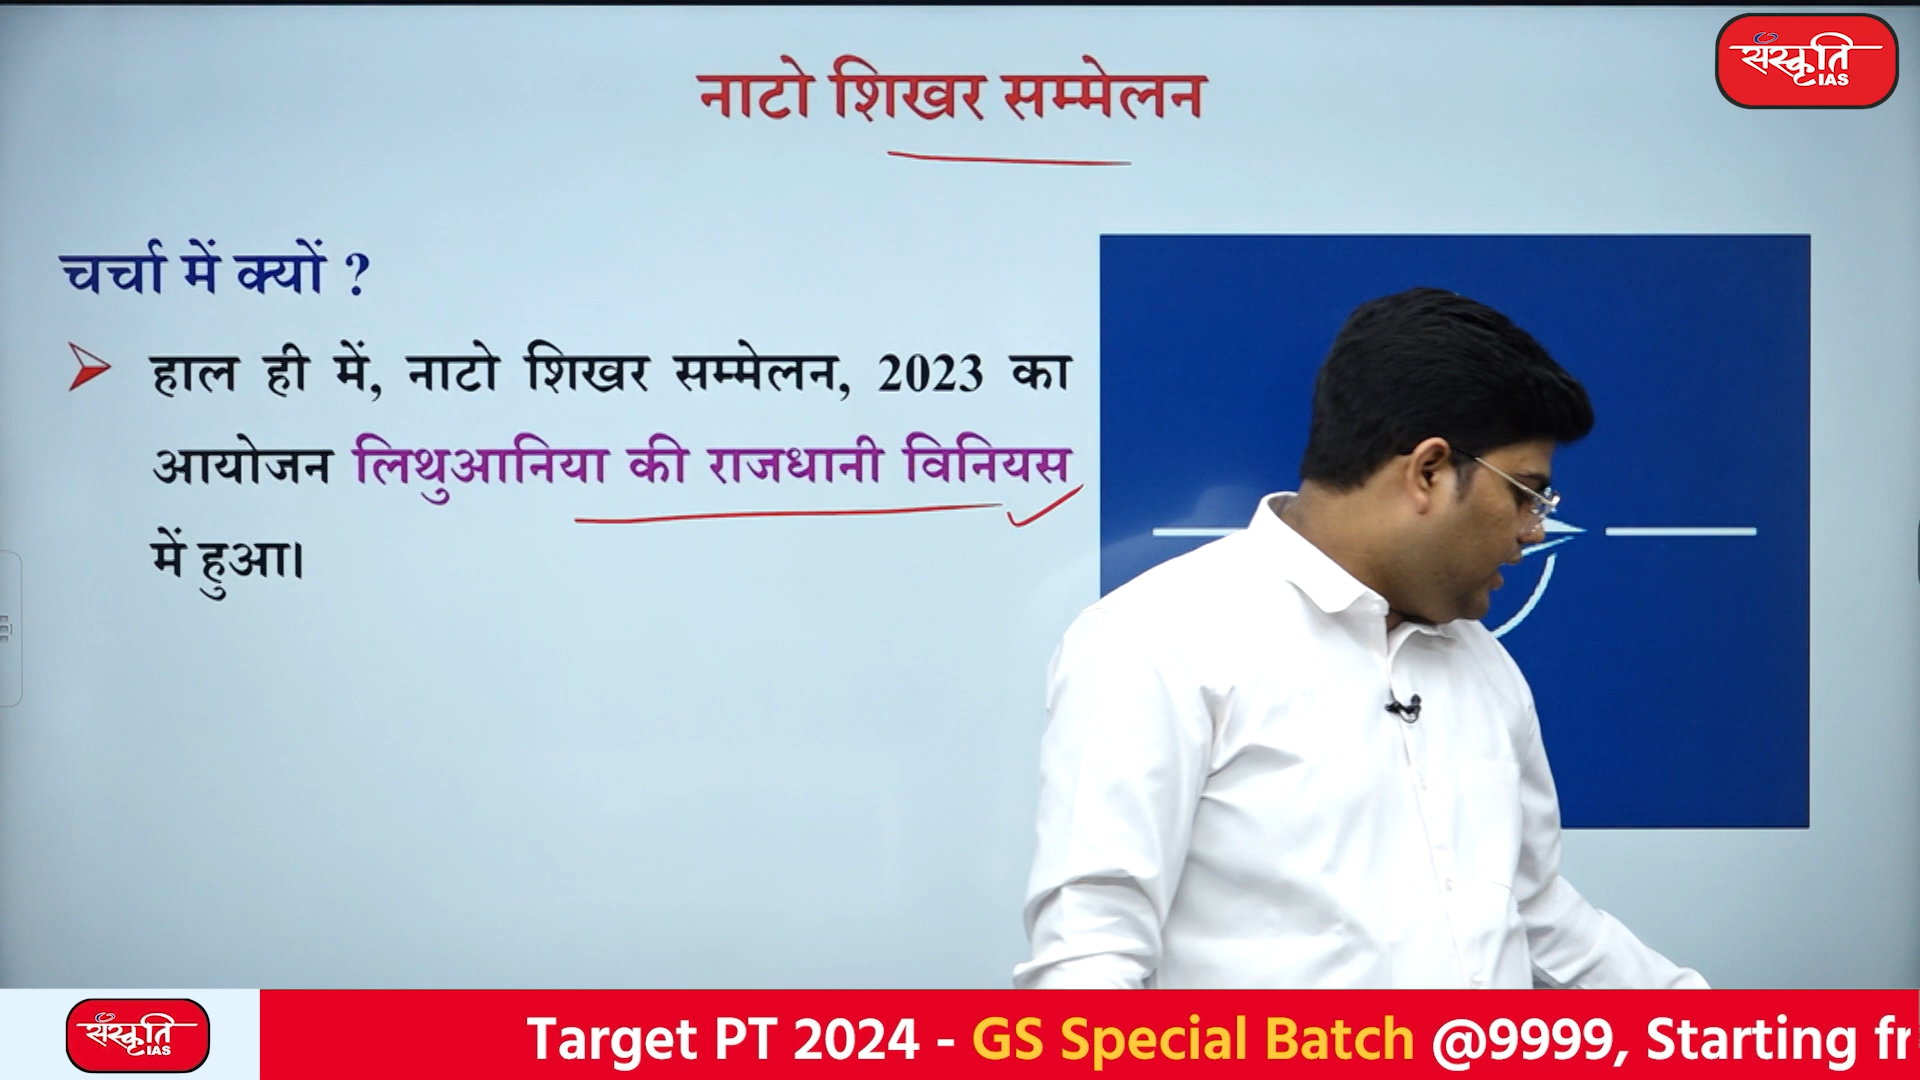 संस्कृति
IAS
नाटो शिखर सम्मेलन
चर्चा में क्यों ?
हाल ही में, नाटो शिखर सम्मेलन, 2023 का
आयोजन लिथुआनिया की राजधानी विनियस
में हुआ।
संस्कृति
IAS
Target PT 2024 - GS Special Batch @9999, Starting fr